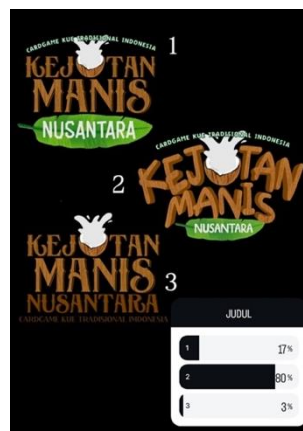 CARDGAME KUE TRADISIONAL INDONESIA
1
KEJUTAN
MANIS
NUSANTARA
CARDGAME KUE TRADISIONAL INDONESIA
2
KEJUTAN
MANIS
NUSANTARA
3
KEJUTAN
MANIS
NUSANTARA
CARDGAME KUE TRADISIONAL INDONESIA
JUDUL
1 17%
2 80%
3 3%